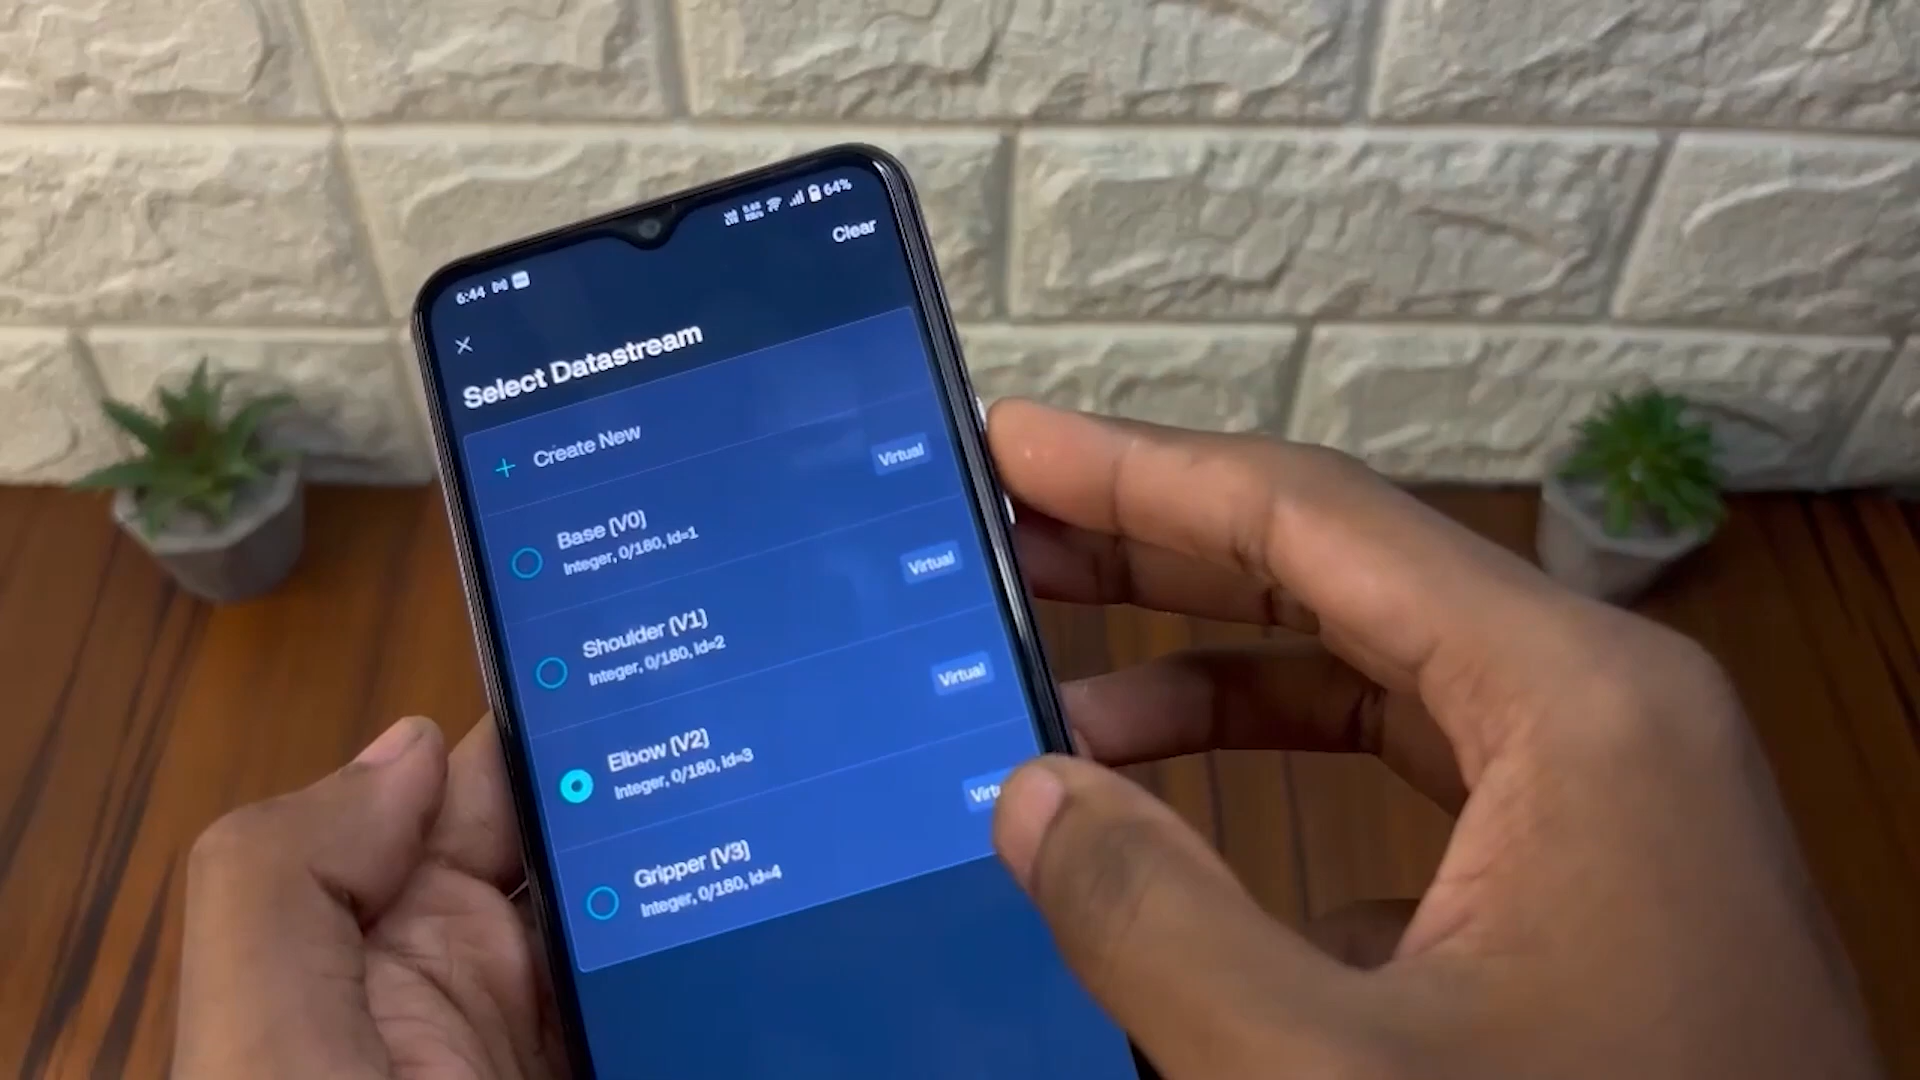 6:44
64%
Clear
Select Datastream
Create New
Base (V0)
Integer, 0/180, Id=1
Virtual
Shoulder (V1)
Integer, 0/180, Id=2
Virtual
Elbow (V2)
Integer, 0/180, Id=3
Virtual
Gripper (V3)
Integer, 0/180, Id=4